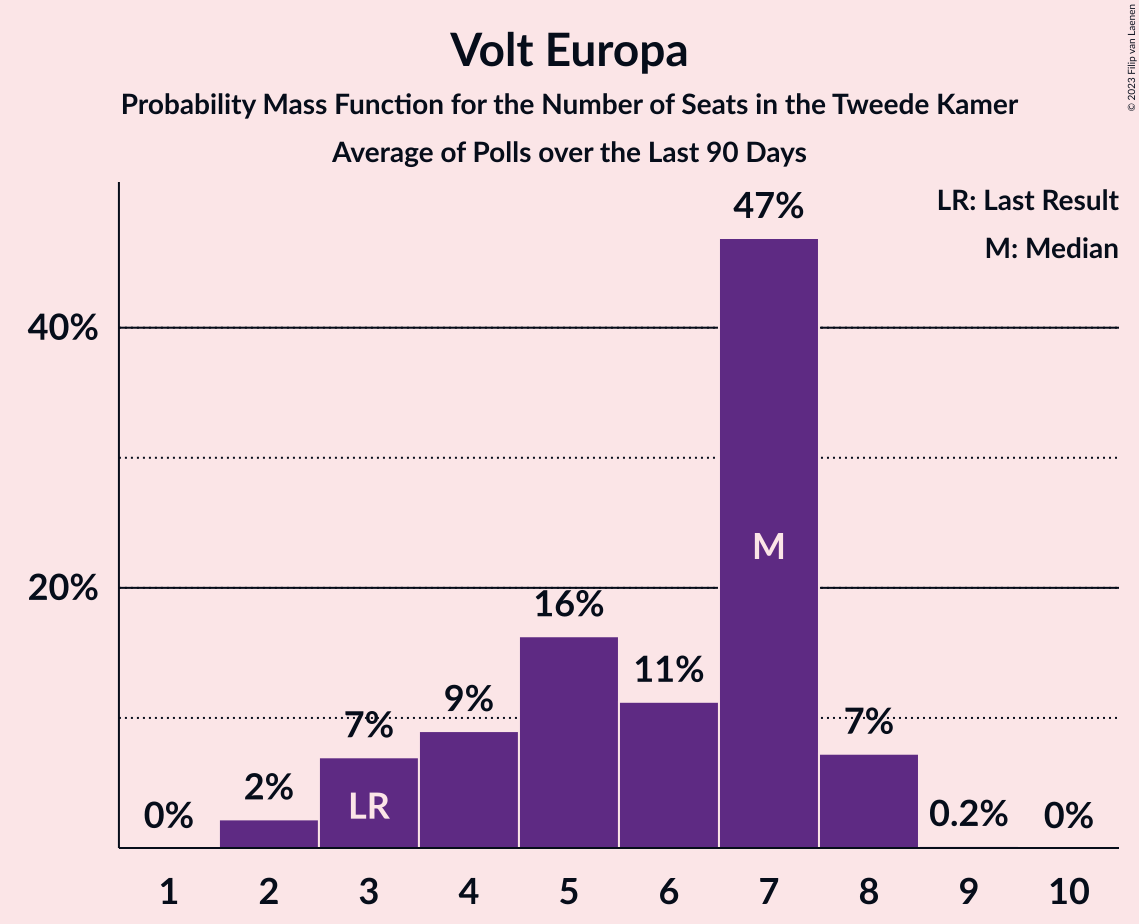 Volt Europa
Probability Mass Function for the Number of Seats in the Tweede Kamer
Average of Polls over the Last 90 Days
© 2023 Filip van Laenen
LR: Last Result
M: Median
47%
40%
M
20%
16%
11%
9%
7%
7%
2%
LR
0%
0.2%
0%
1 2 3 4 5 6 7 8 9 10